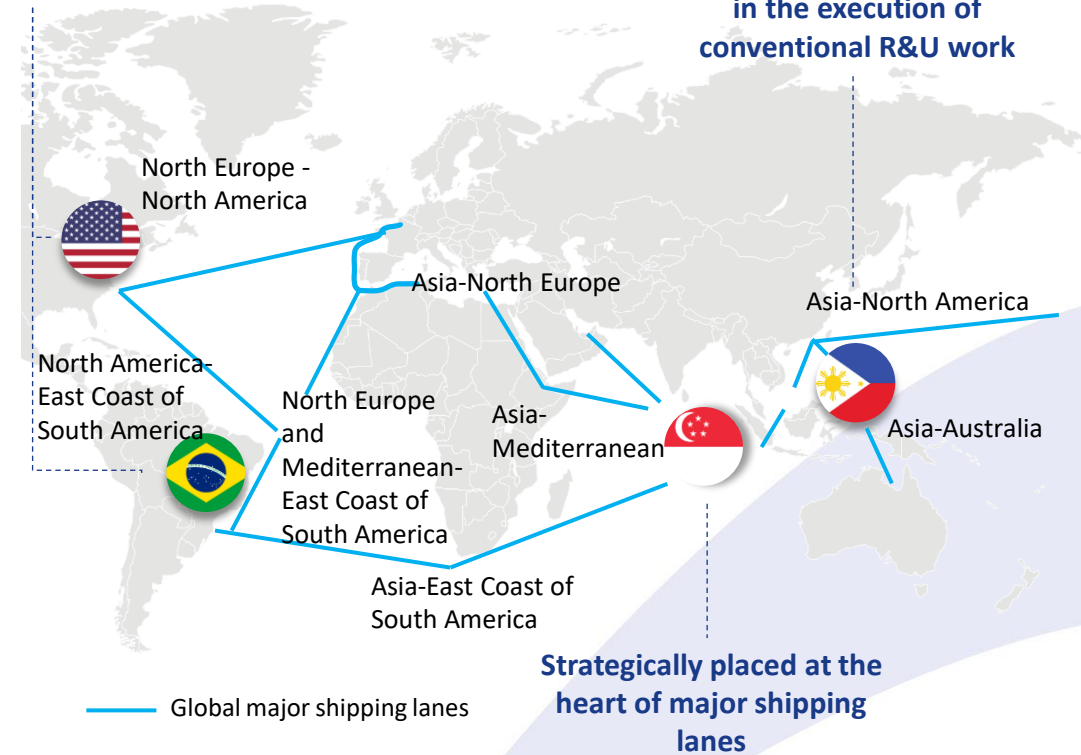 in the execution of
conventional R&U work
North Europe -
North America
Asia-North Europe
Asia-North America
North America-
East Coast of
South America
North Europe
and
Mediterranean-
East Coast of
South America
Asia-
Mediterranean
Asia-Australia
Asia-East Coast of
South America
Strategically placed at the
heart of major shipping
lanes
Global major shipping lanes